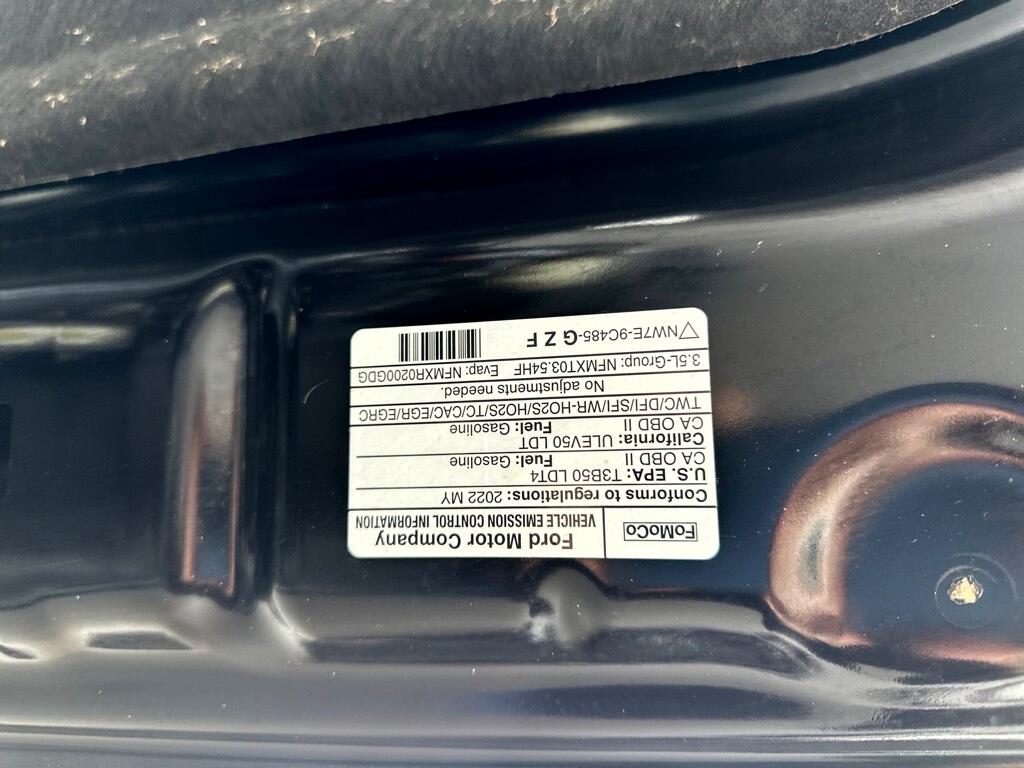 FoMoCo
Ford Motor Company
VEHICLE EMISSION CONTROL INFORMATION
Conforms to regulations: 2022 MY
U.S. EPA: T3B50 LDT4
CA OBD II Fuel: Gasoline
California: ULEV50 LDT
CA OBD II Fuel: Gasoline
TWC/DFI/SFI/WR-HO2S/HO2S/TC/CAC/EGR/EGRC
No adjustments needed.
3.5L-Group: NFMXT03.54HF Evap: NFMXR0200GDG
NW7E-9C485-G Z F